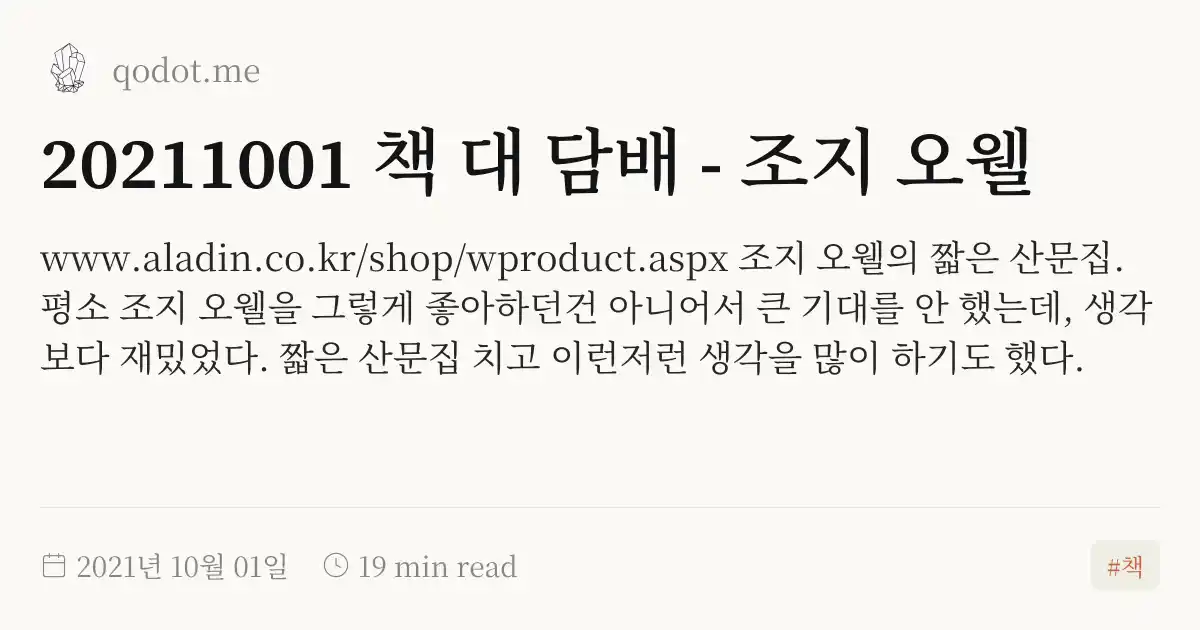 qodot.me
20211001 책 대 담배 - 조지 오웰
www.aladin.co.kr/shop/wproduct.aspx 조지 오웰의 짧은 산문집.
평소 조지 오웰을 그렇게 좋아하던건 아니어서 큰 기대를 안 했는데, 생각
보다 재밌었다. 짧은 산문집 치고 이런저런 생각을 많이 하기도 했다.
2021년 10월 01일 19 min read #책